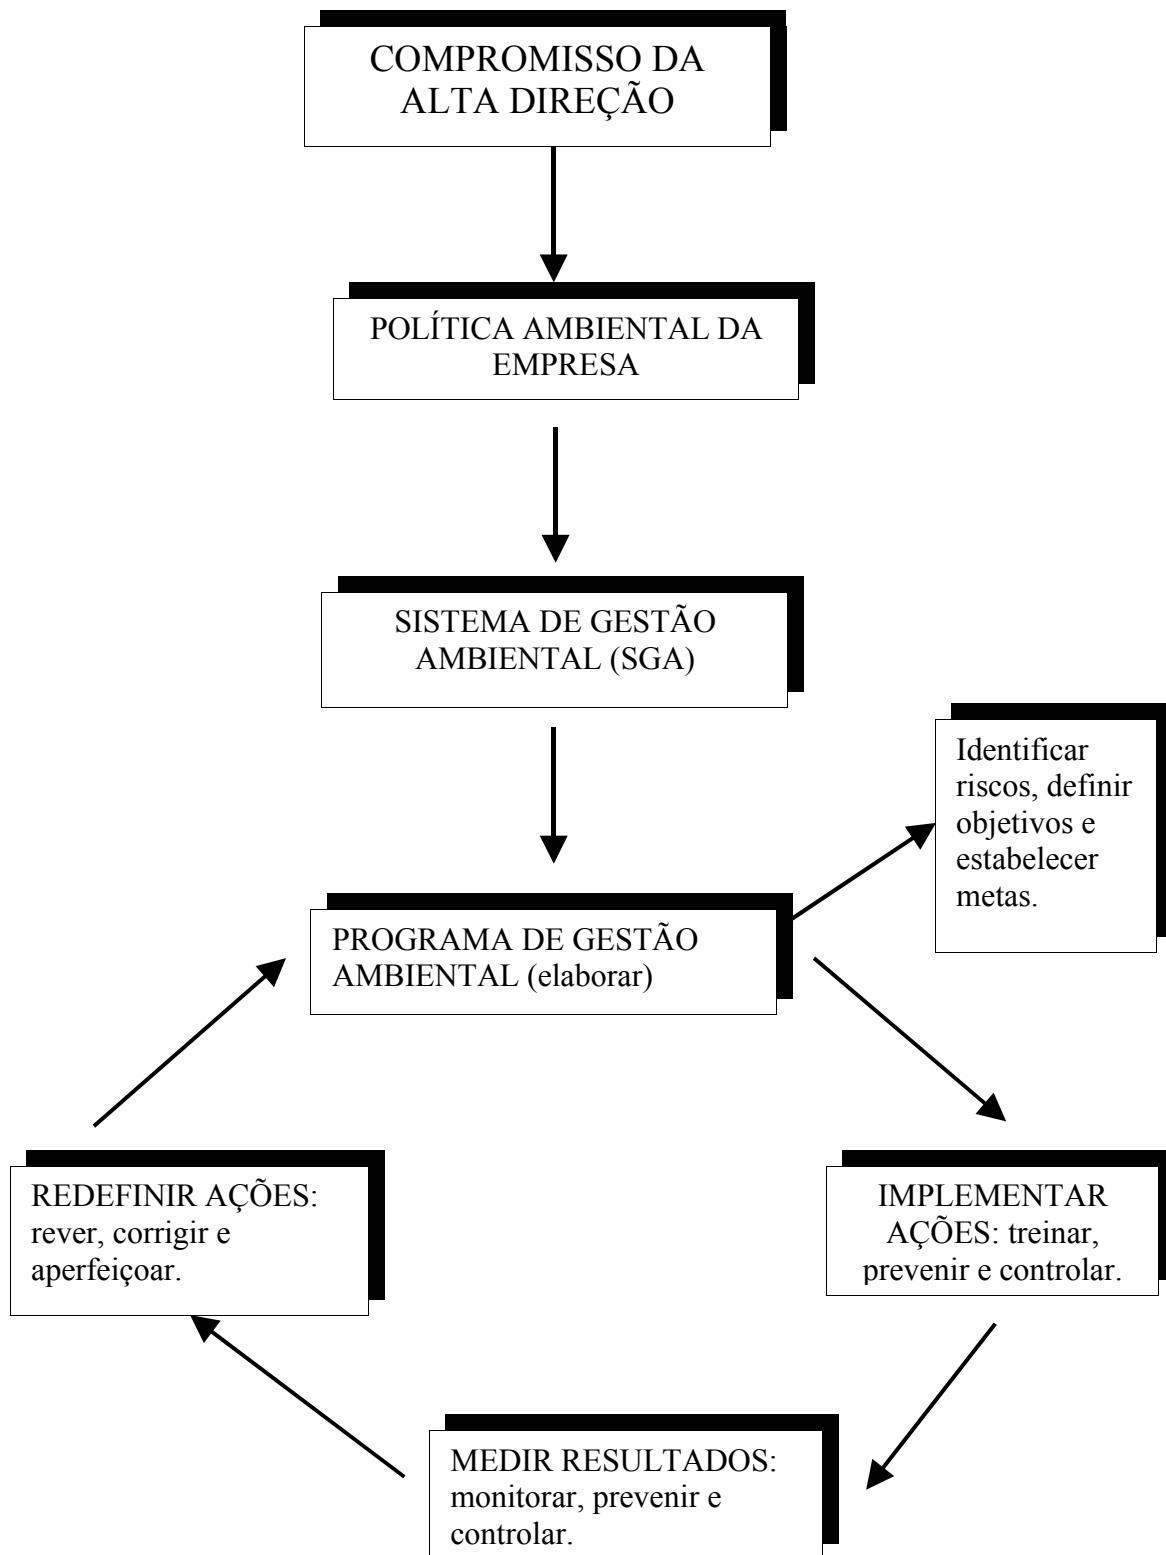 COMPROMISSO DA
ALTA DIREÇÃO
POLÍTICA AMBIENTAL DA
EMPRESA
SISTEMA DE GESTÃO
AMBIENTAL (SGA)
Identificar
riscos, definir
objetivos e
estabelecer
metas.
PROGRAMA DE GESTÃO
AMBIENTAL (elaborar)
REDEFINIR AÇÕES:
rever, corrigir e
aperfeiçoar.
IMPLEMENTAR
AÇÕES: treinar,
prevenir e controlar.
MEDIR RESULTADOS:
monitorar, prevenir e
controlar.